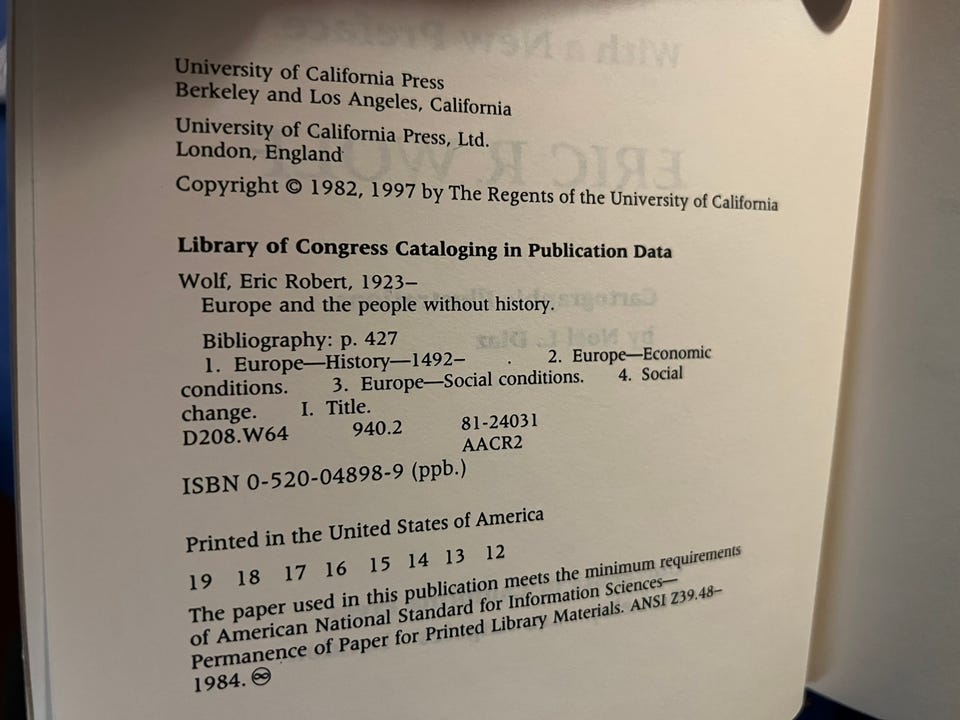 University of California Press
Berkeley and Los Angeles, California
University of California Press, Ltd.
London, England
Copyright © 1982, 1997 by The Regents of the University of California
Library of Congress Cataloging in Publication Data
Wolf, Eric Robert, 1923–
Europe and the people without history.
Bibliography: p. 427
1. Europe—History—1492– . 2. Europe—Economic
conditions. 3. Europe—Social conditions. 4. Social
change. I. Title.
D208.W64 940.2 81-24031
AACR2
ISBN 0-520-04898-9 (ppb.)
Printed in the United States of America
19 18 17 16 15 14 13 12
The paper used in this publication meets the minimum requirements
of American National Standard for Information Sciences—
Permanence of Paper for Printed Library Materials. ANSI Z39.48–
1984. ♾